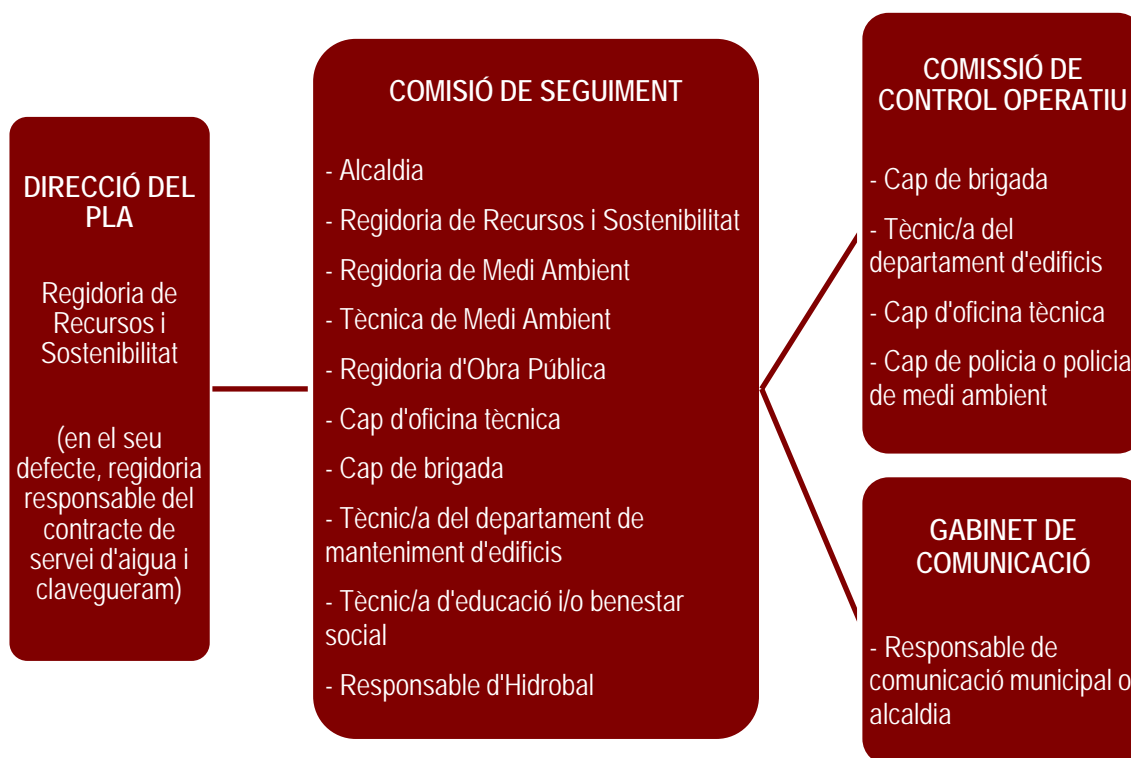 DIRECCIÓ DEL
PLA
Regidoria de
Recursos i
Sostenibilitat
(en el seu
defecte, regidoria
responsable del
contracte de
servei d'aigua i
clavegueram)
COMISIÓ DE SEGUIMENT
- Alcaldia
- Regidoria de Recursos i Sostenibilitat
- Regidoria de Medi Ambient
- Tècnica de Medi Ambient
- Regidoria d'Obra Pública
- Cap d'oficina tècnica
- Cap de brigada
- Tècnic/a del departament de
manteniment d'edificis
- Tècnic/a d'educació i/o benestar
social
- Responsable d'Hidrobal
COMISSIÓ DE
CONTROL OPERATIU
- Cap de brigada
- Tècnic/a del
departament d'edificis
- Cap d'oficina tècnica
- Cap de policia o policia
de medi ambient
GABINET DE
COMUNICACIÓ
- Responsable de
comunicació municipal o
alcaldia